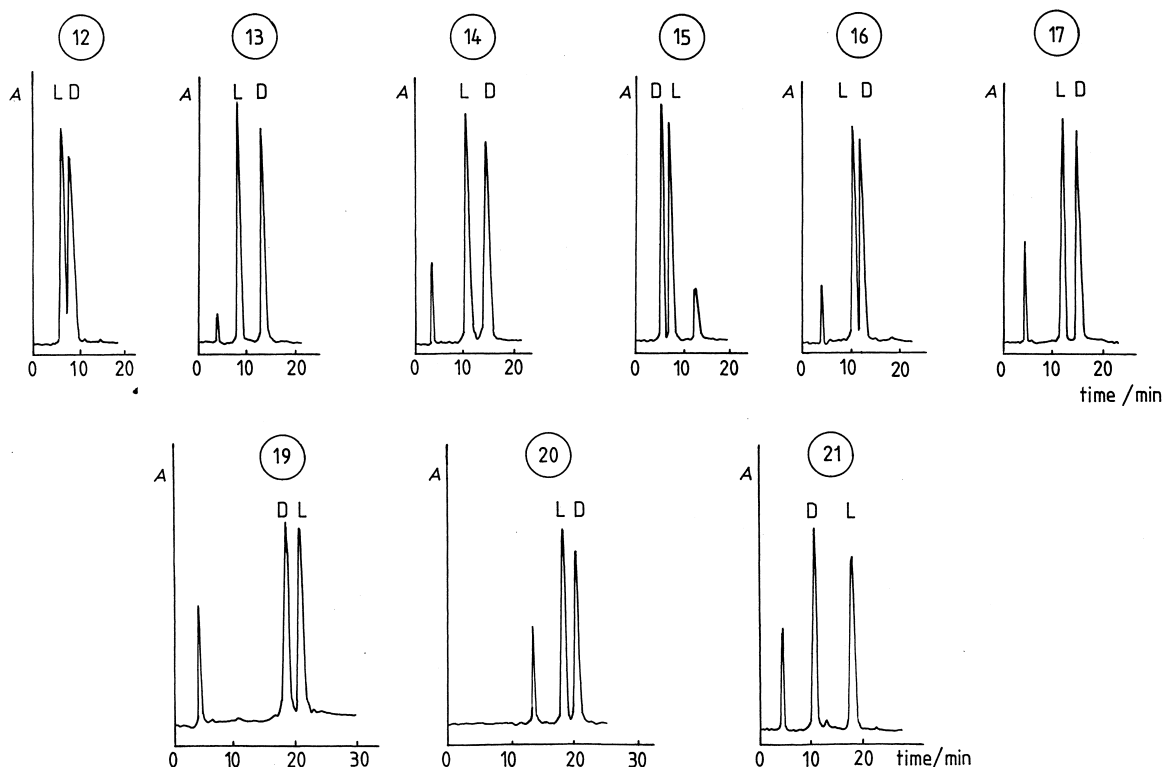 12 13 14 15 16 17
A L D A L D A L D A D L A L D A L D
0 10 20 0 10 20 0 10 20 0 10 20 0 10 20 0 10 20
time /min
19 20 21
A A A
D L L D D L
0 10 20 30 0 10 20 30 0 10 20 time/min